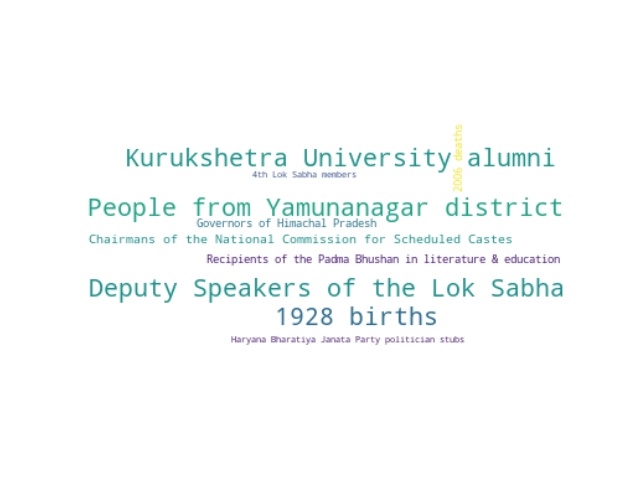 2006 deaths
Kurukshetra University alumni
4th Lok Sabha members
People from Yamunanagar district
Governors of Himachal Pradesh
Chairmans of the National Commission for Scheduled Castes
Recipients of the Padma Bhushan in literature & education
Deputy Speakers of the Lok Sabha
1928 births
Haryana Bharatiya Janata Party politician stubs